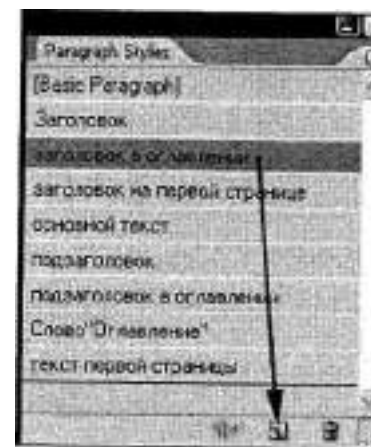 Paragraph Styles
[Basic Paragraph]
Заголовок
заголовок в оглавлении
заголовок на первой странице
основной текст
подзаголовок
подзаголовок в оглавлении
Слово"Оглавление"
текст первой страницы